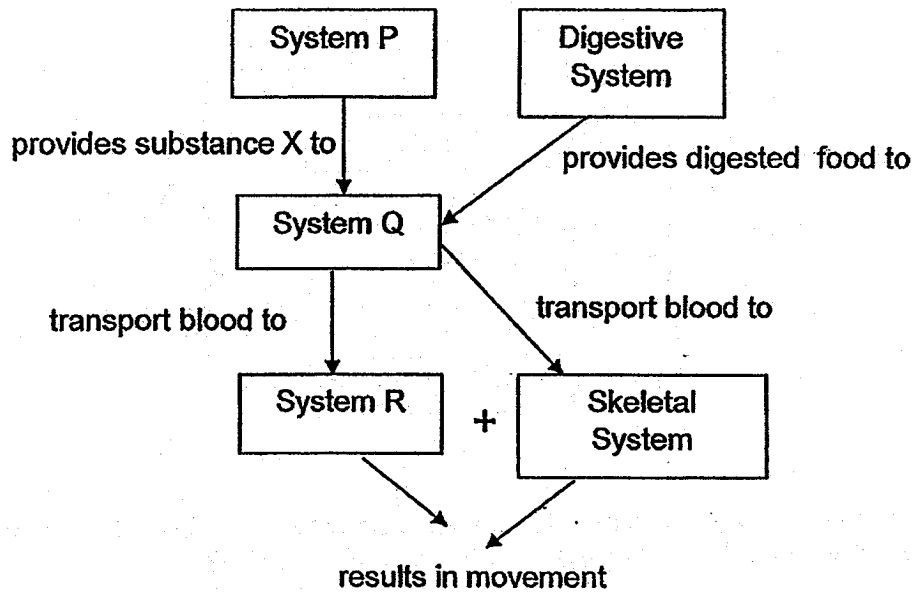 System P
Digestive
System
provides substance X to
provides digested food to
System Q
transport blood to
transport blood to
System R
+
Skeletal
System
results in movement